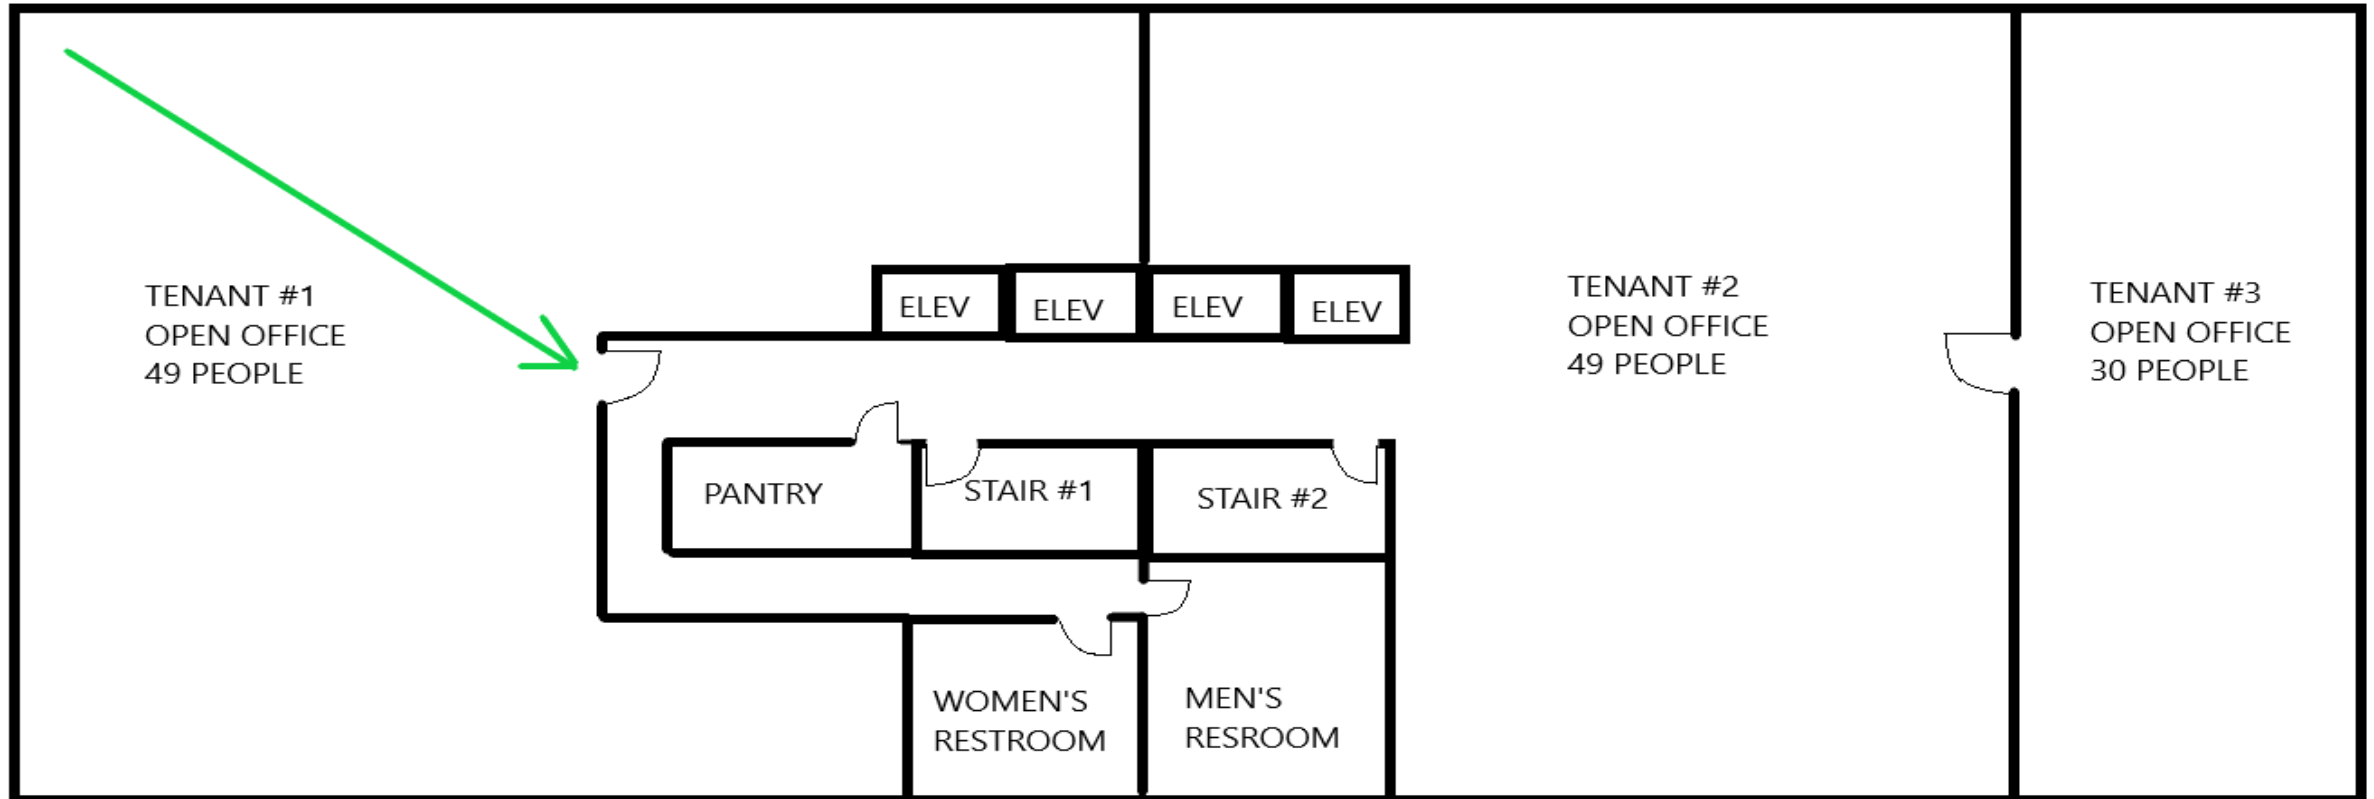 TENANT #1
OPEN OFFICE
49 PEOPLE
ELEV
ELEV
ELEV
ELEV
TENANT #2
OPEN OFFICE
49 PEOPLE
TENANT #3
OPEN OFFICE
30 PEOPLE
PANTRY
STAIR #1
STAIR #2
WOMEN'S
RESTROOM
MEN'S
RESROOM